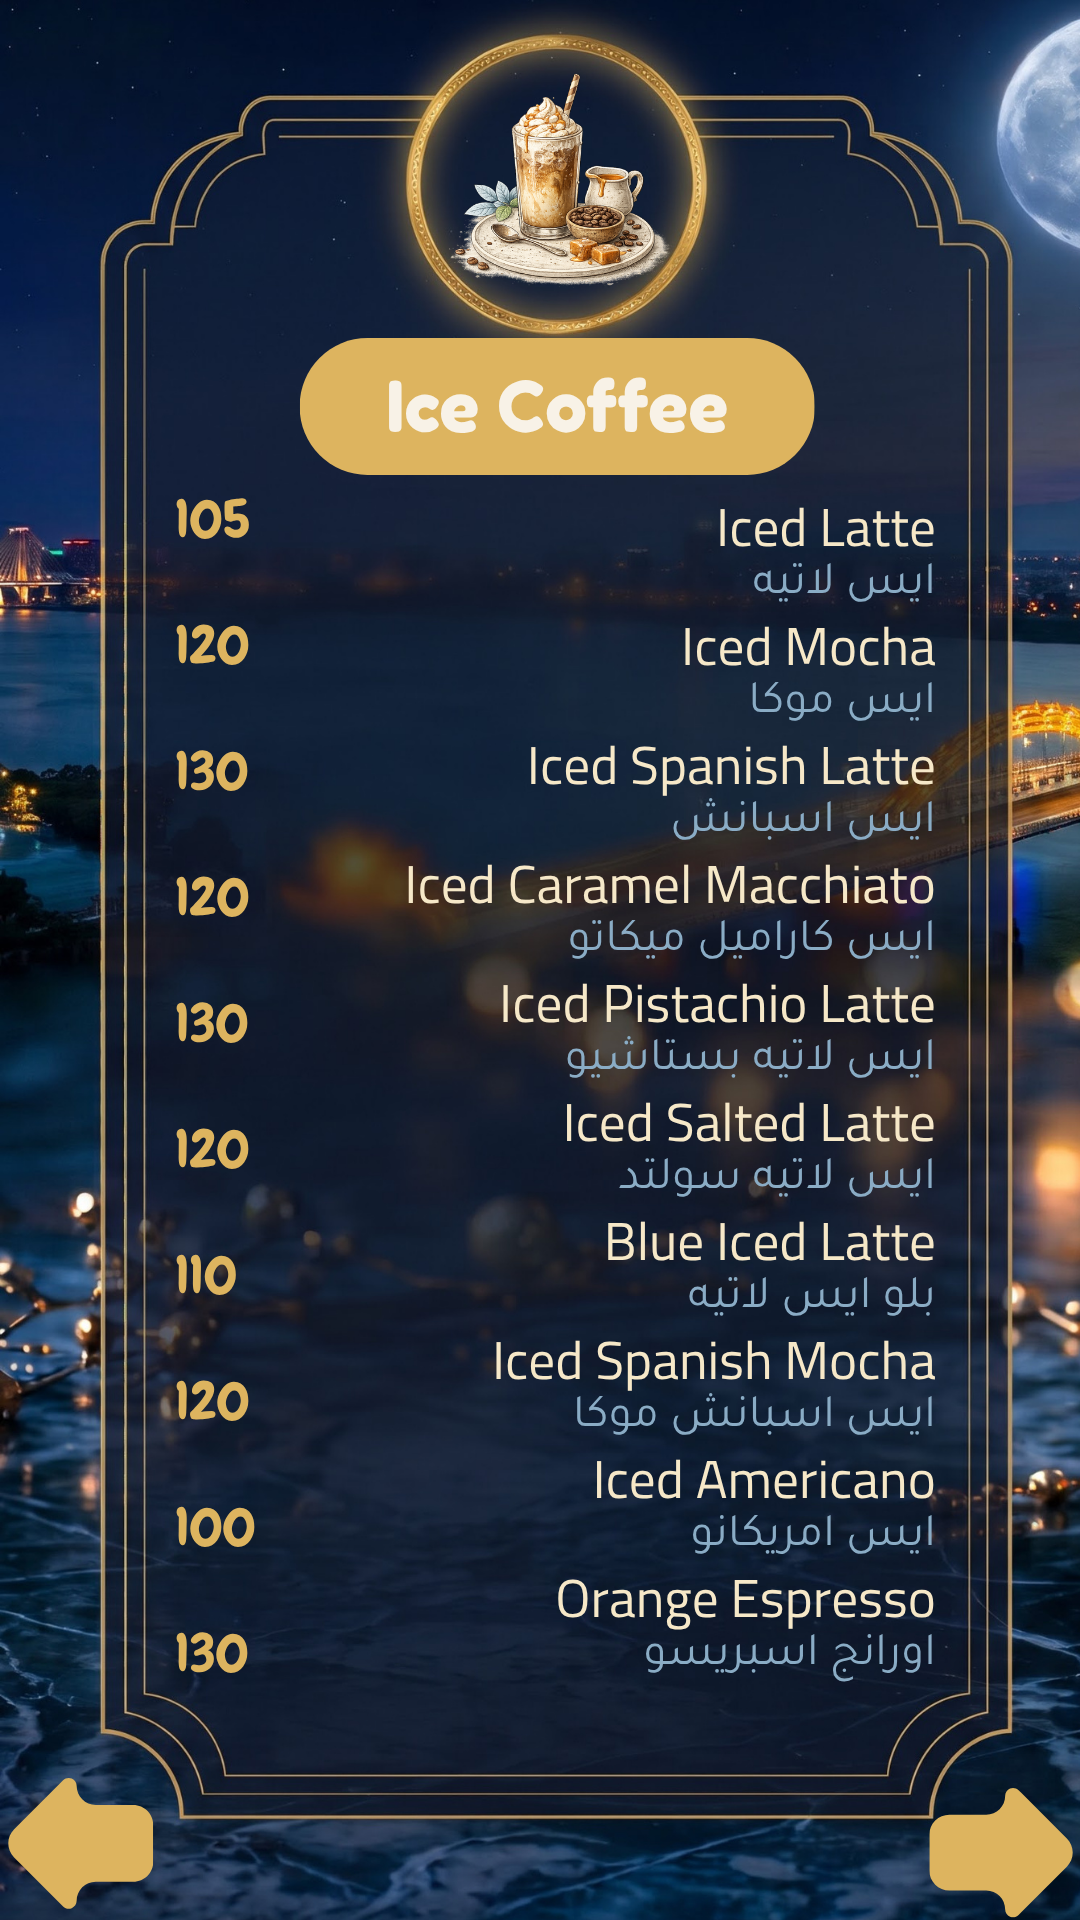 Ice Coffee
105 Iced Latte
ايس لاتيه
120 Iced Mocha
ايس موكا
130 Iced Spanish Latte
ايس اسبانش
120 Iced Caramel Macchiato
ايس كاراميل ميكاتو
130 Iced Pistachio Latte
ايس لاتيه بستاشيو
120 Iced Salted Latte
ايس لاتيه سولتد
110 Blue Iced Latte
بلو ايس لاتيه
120 Iced Spanish Mocha
ايس اسبانش موكا
100 Iced Americano
ايس امريكانو
130 Orange Espresso
اورانج اسبريسو